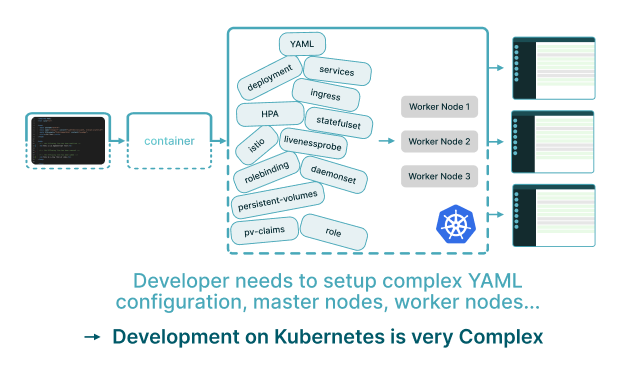 YAML
deployment
services
ingress
HPA
statefulset
istio
livenessprobe
rolebinding
daemonset
persistent-volumes
pv-claims
role
container
Worker Node 1
Worker Node 2
Worker Node 3
Developer needs to setup complex YAML
configuration, master nodes, worker nodes...
→ Development on Kubernetes is very Complex